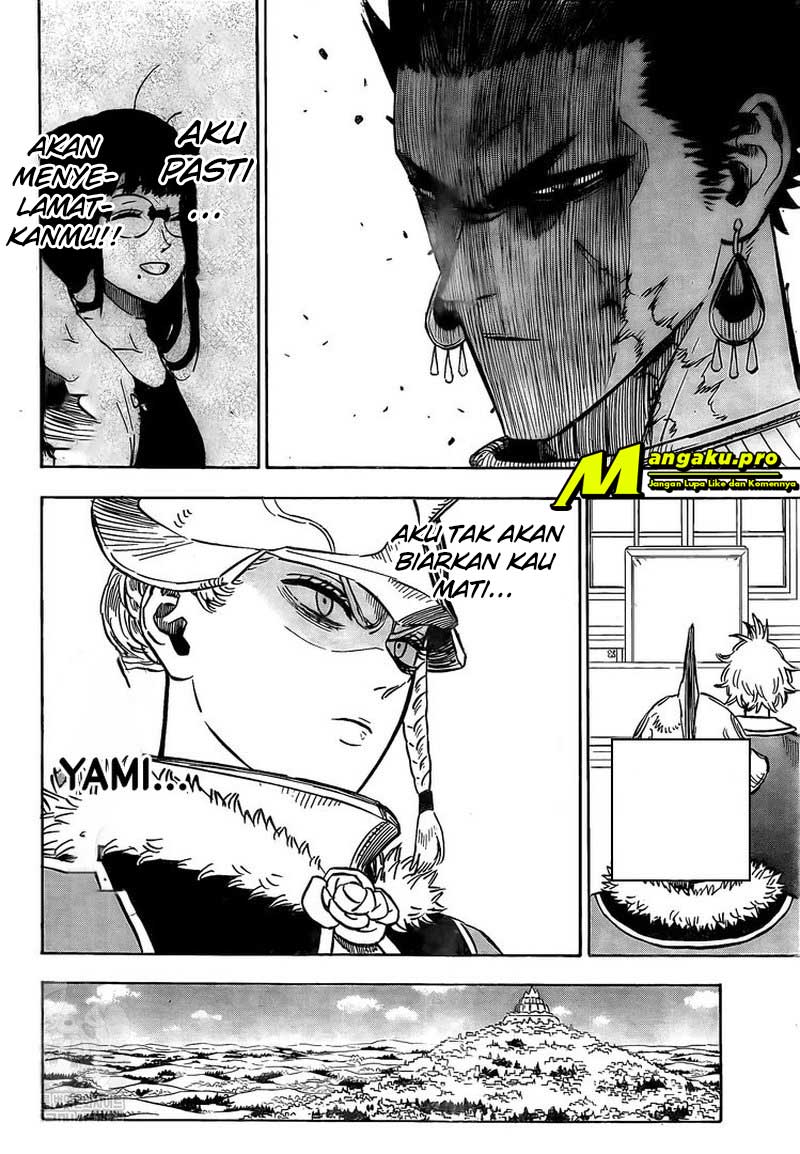 AKU
PASTI
...
AKAN
MENYE-
LAMAT-
KANMU!!
Mangaku.pro
Jangan Lupa Like dan Komennya
AKU TAK AKAN
BIARKAN KAU
MATI...
YAMI...